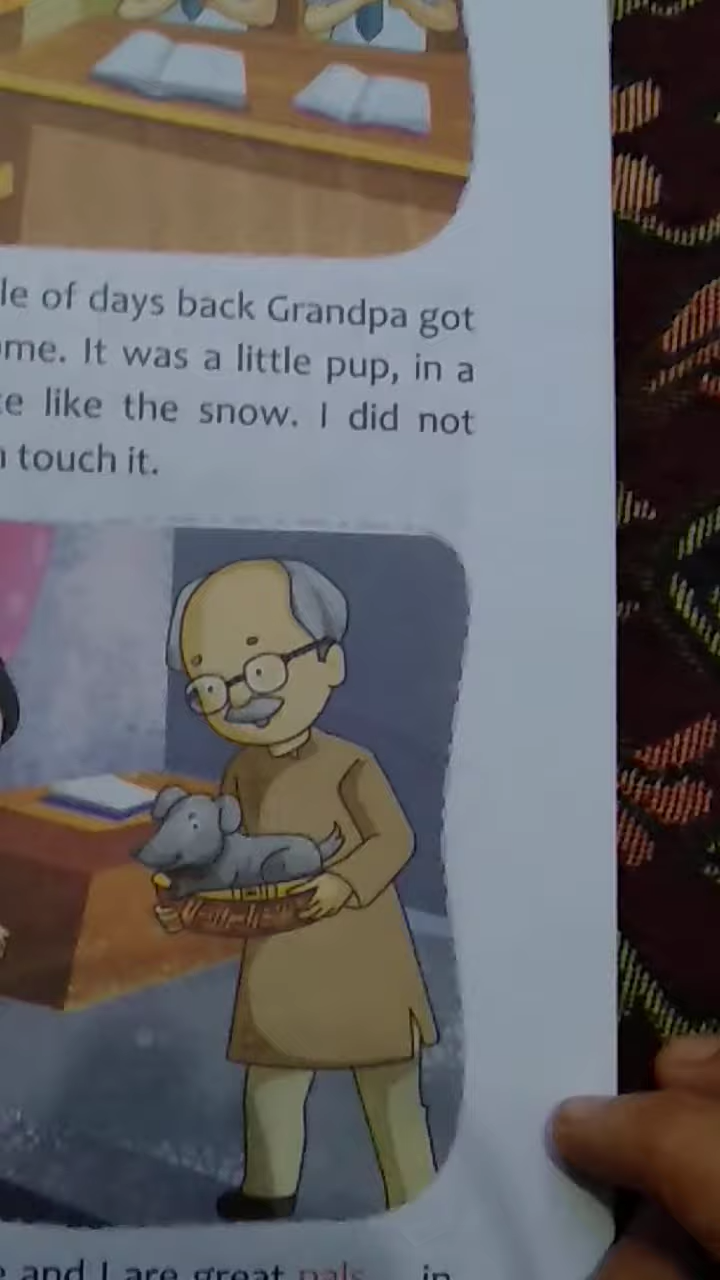 le of days back Grandpa got
me. It was a little pup, in a
e like the snow. I did not
touch it.
and I are great pals in